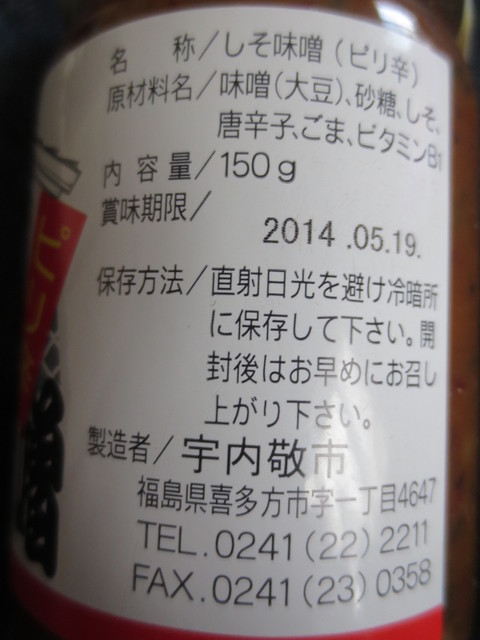 名 称／しそ味噌（ピリ辛）
原材料名／味噌（大豆）、砂糖、しそ、
唐辛子、ごま、ビタミンB1
内容量／150g
賞味期限／
2014.05.19.
保存方法／直射日光を避け冷暗所
に保存して下さい。開
封後はお早めにお召し
上がり下さい。
製造者／宇内敬市
福島県喜多方市字一丁目4647
TEL.0241(22)2211
FAX.0241(23)0358
ピリ